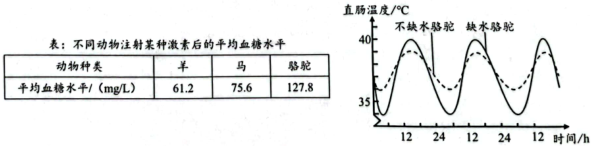 表：不同动物注射某种激素后的平均血糖水平
动物种类 羊 马 骆驼
平均血糖水平/（mg/L） 61.2 75.6 127.8
直肠温度/℃
不缺水骆驼 缺水骆驼
40
35
12 24 12 24 12 时间/h